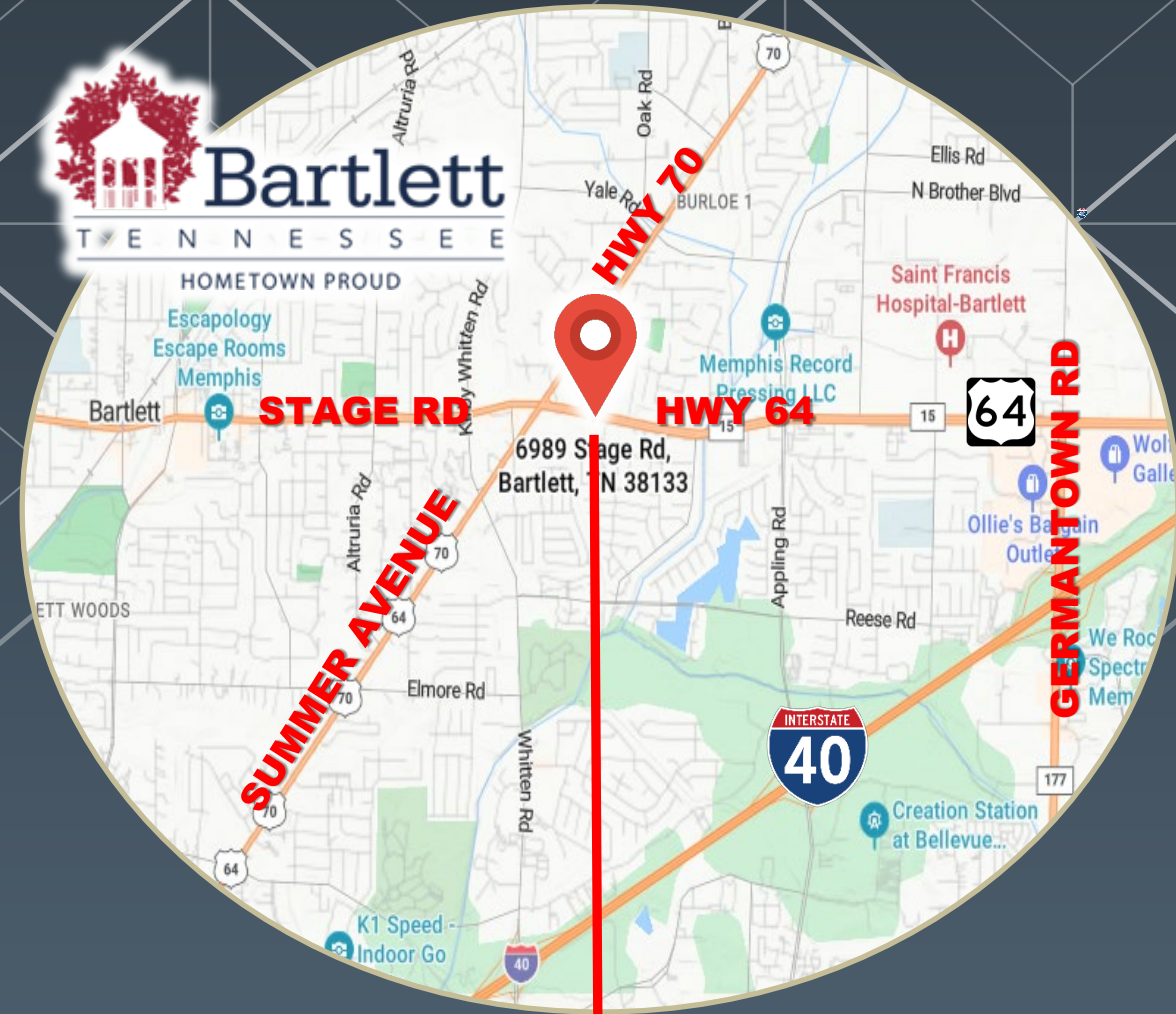 Bartlett
TENNESSEE
HOMETOWN PROUD
70
Altruria Rd
Oak Rd
Ellis Rd
N Brother Blvd
Yale Rd
HWY 70
BURLOE 1
Saint Francis
Hospital-Bartlett
H
Escapology
Escape Rooms
Memphis
Memphis Record
Pressing LLC
Bartlett
STAGE RD
HWY 64
15
15
64
GERMANTOWN RD
6989 Stage Rd,
Bartlett, TN 38133
Altruria Rd
SUMMER AVENUE
70
64
70
70
64
Appling Rd
Ollie's Bargain
Outlet
Reese Rd
ETT WOODS
Elmore Rd
Whitten Rd
INTERSTATE
40
177
Creation Station
at Bellevue...
We Roc
Spectr
Mem
K1 Speed -
Indoor Go
40